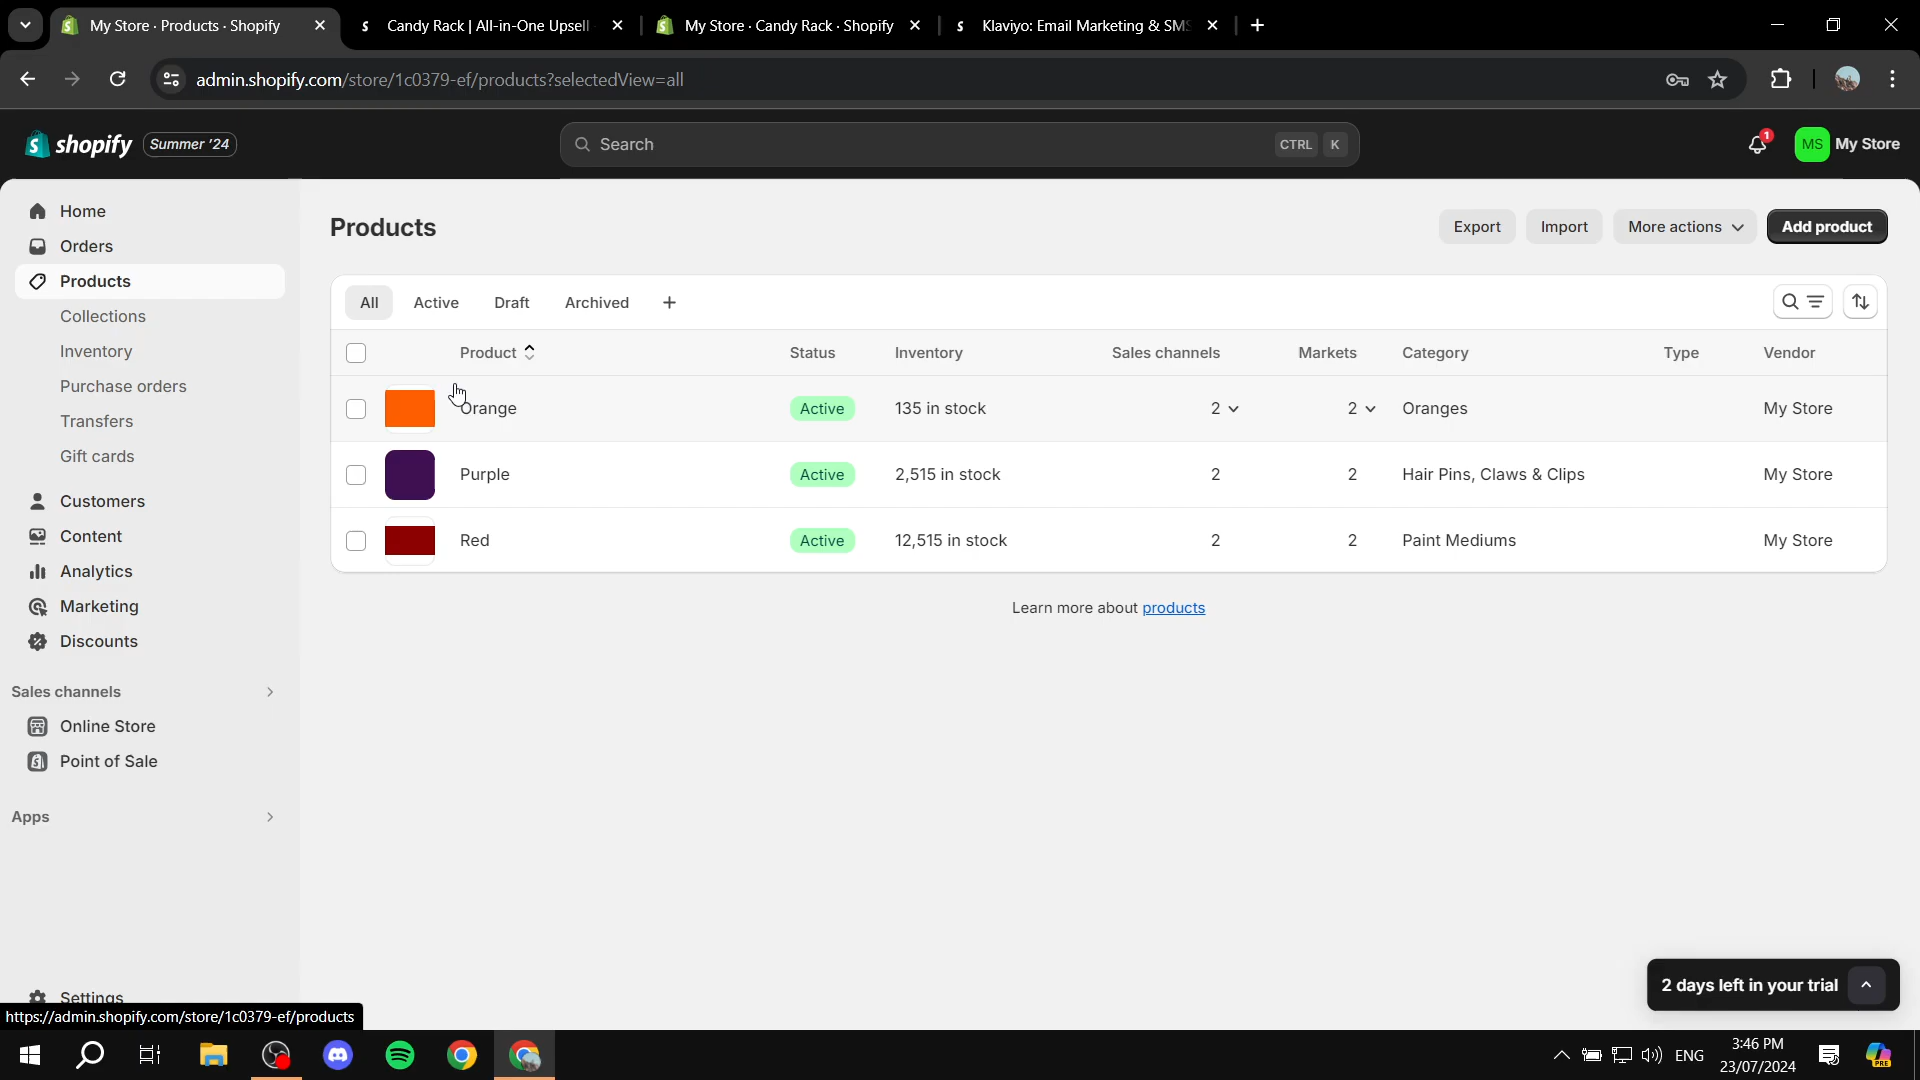 My Store · Products · Shopify
Candy Rack | All-in-One Upsell
My Store · Candy Rack · Shopify
Klaviyo: Email Marketing & SMS
admin.shopify.com/store/1c0379-ef/products?selectedView=all
shopify
Summer '24
Search
CTRL K
1
MS
My Store
Home
Orders
Products
Collections
Inventory
Purchase orders
Transfers
Gift cards
Customers
Content
Analytics
Marketing
Discounts
Sales channels
Online Store
Point of Sale
Apps
Settings
Products
Export
Import
More actions
Add product
All
Active
Draft
Archived
Product Status Inventory Sales channels Markets Category Type Vendor
Orange Active 135 in stock 2 2 Oranges My Store
Purple Active 2,515 in stock 2 2 Hair Pins, Claws & Clips My Store
Red Active 12,515 in stock 2 2 Paint Mediums My Store
Learn more about products
2 days left in your trial
https://admin.shopify.com/store/1c0379-ef/products
ENG
3:46 PM
23/07/2024
PRE